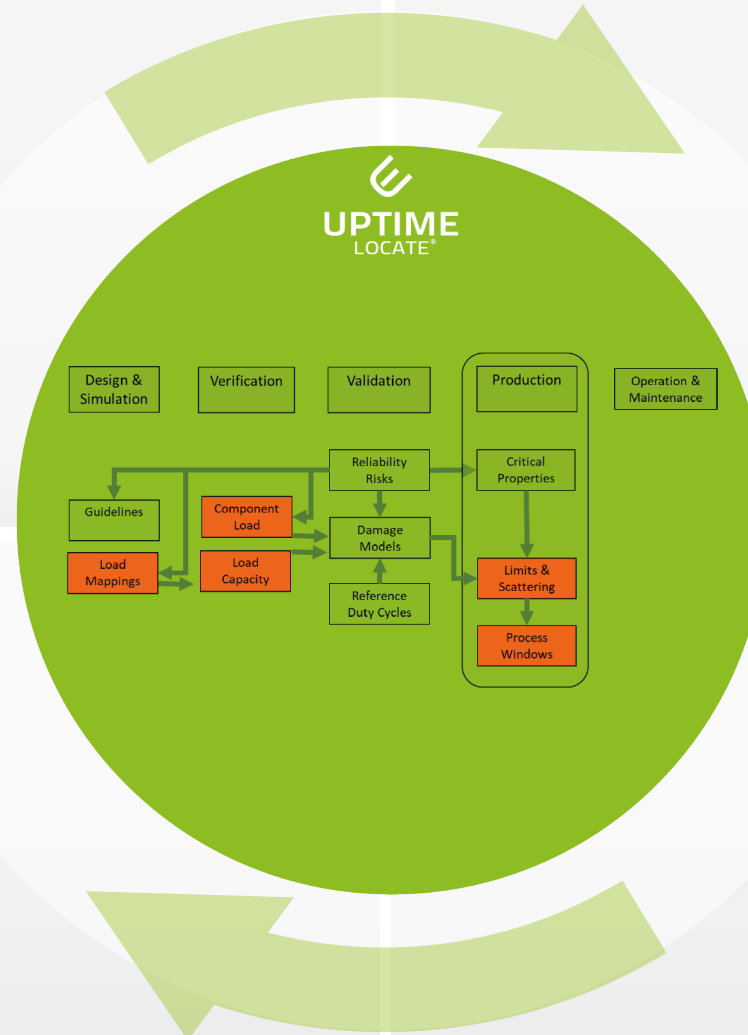 UPTIME
LOCATE®
Design &
Simulation
Verification
Validation
Production
Operation &
Maintenance
Reliability
Risks
Critical
Properties
Guidelines
Component
Load
Damage
Models
Load
Mappings
Load
Capacity
Limits &
Scattering
Reference
Duty Cycles
Process
Windows